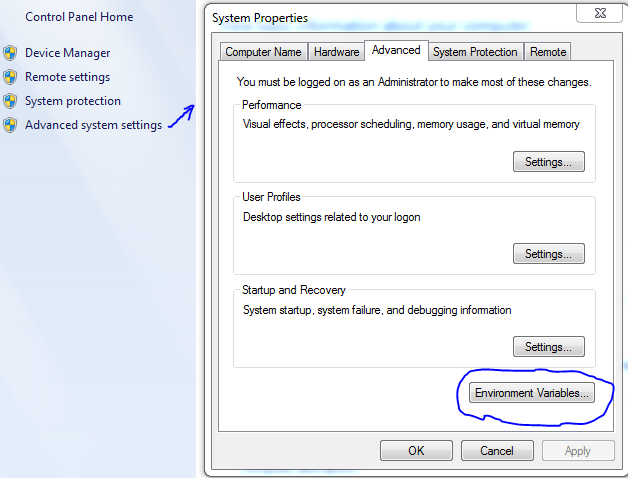 Control Panel Home
Device Manager
Remote settings
System protection
Advanced system settings
System Properties
Computer Name Hardware Advanced System Protection Remote
You must be logged on as an Administrator to make most of these changes.
Performance
Visual effects, processor scheduling, memory usage, and virtual memory
Settings...
User Profiles
Desktop settings related to your logon
Settings...
Startup and Recovery
System startup, system failure, and debugging information
Settings...
Environment Variables...
OK Cancel Apply